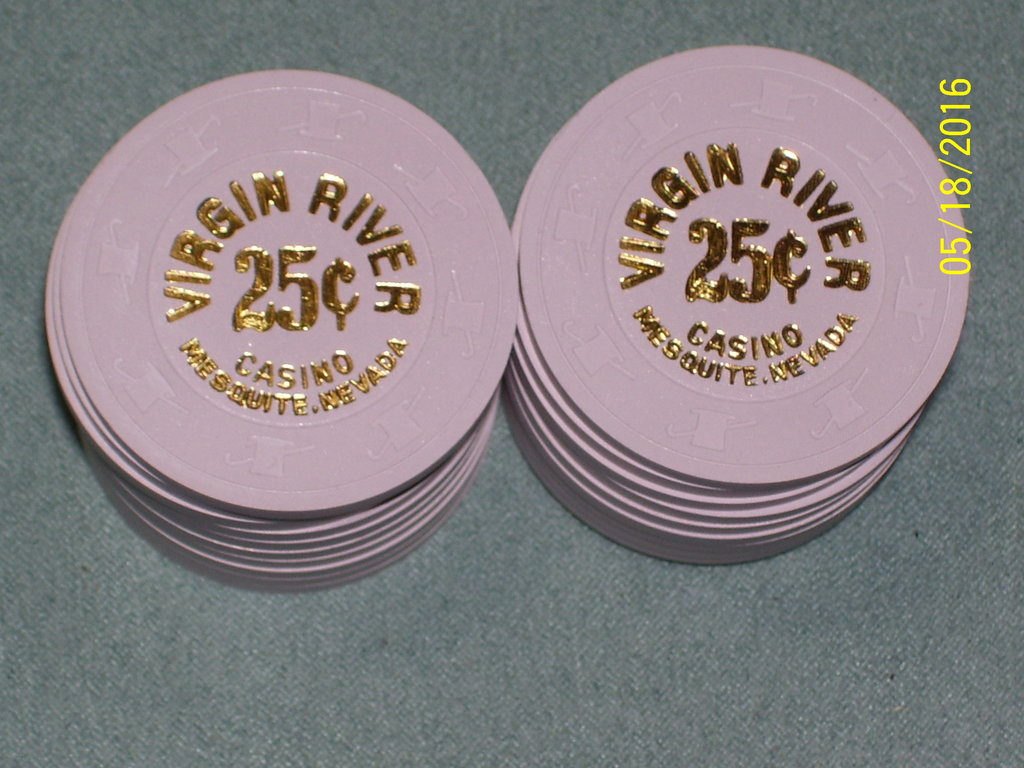 VIRGIN RIVER
25¢
CASINO
MESQUITE.NEVADA
VIRGIN RIVER
25¢
CASINO
MESQUITE.NEVADA
05/18/2016